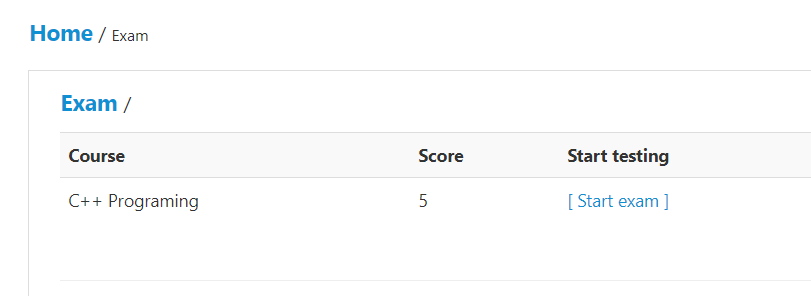 Home / Exam
Exam /
Course Score Start testing
C++ Programing 5 [ Start exam ]